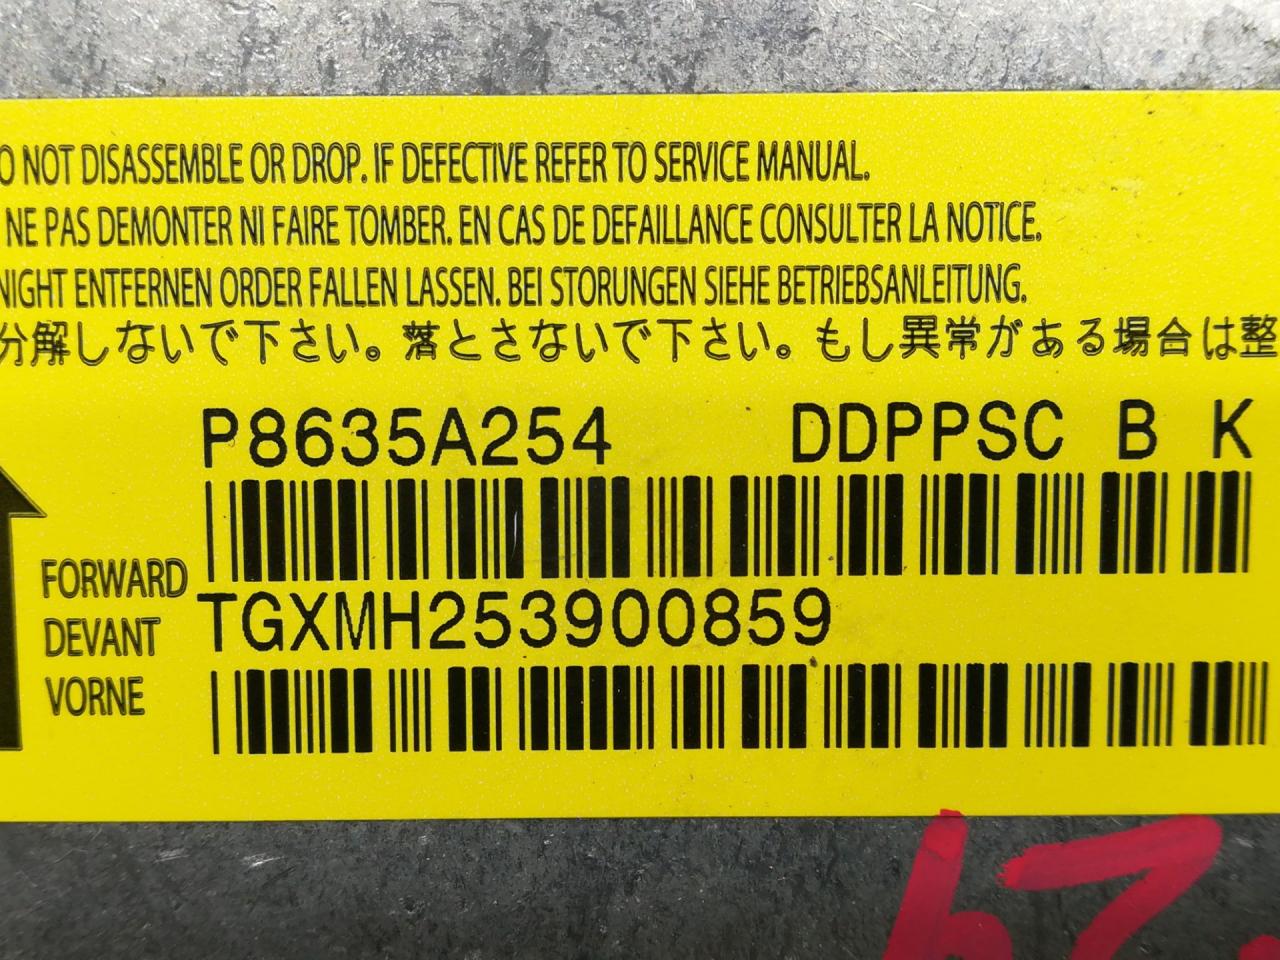 O NOT DISASSEMBLE OR DROP. IF DEFECTIVE REFER TO SERVICE MANUAL.
NE PAS DEMONTER NI FAIRE TOMBER. EN CAS DE DEFAILLANCE CONSULTER LA NOTICE.
NIGHT ENTFERNEN ORDER FALLEN LASSEN. BEI STORUNGEN SIEHE BETRIEBSANLEITUNG.
分解しないで下さい。落とさないで下さい。もし異常がある場合は整
P8635A254 DDPPSC B K
FORWARD
DEVANT
VORNE
TGXMH253900859